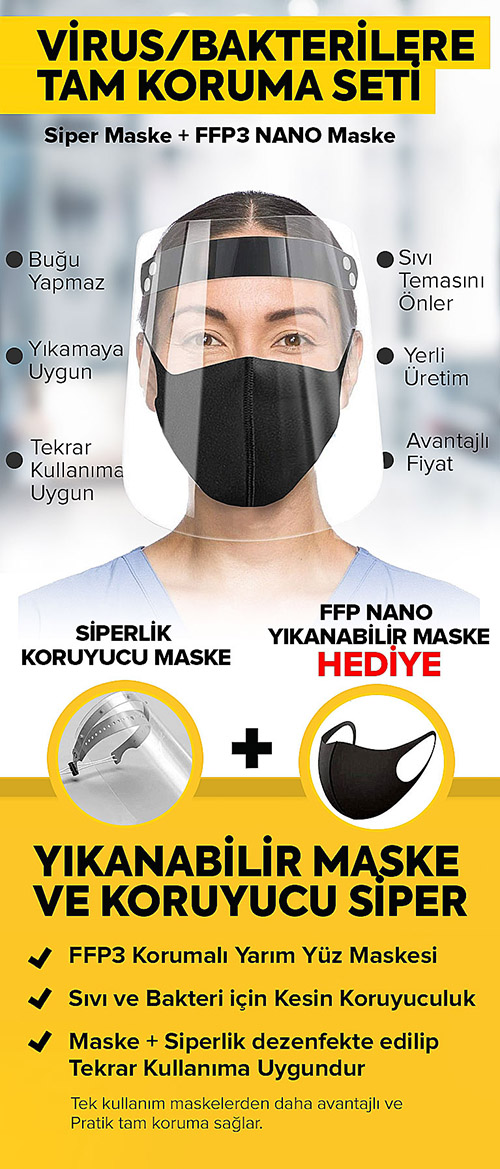 VİRUS/BAKTERİLERE
TAM KORUMA SETİ
Siper Maske + FFP3 NANO Maske
Buğu
Yapmaz
Yıkamaya
Uygun
Tekrar
Kullanıma
Uygun
Sıvı
Temasını
Önler
Yerli
Üretim
Avantajlı
Fiyat
SİPERLİK
KORUYUCU MASKE
FFP NANO
YIKANABİLİR MASKE
HEDİYE
YIKANABİLİR MASKE
VE KORUYUCU SİPER
FFP3 Korumalı Yarım Yüz Maskesi
Sıvı ve Bakteri için Kesin Koruyuculuk
Maske + Siperlik dezenfekte edilip
Tekrar Kullanıma Uygundur
Tek kullanım maskelerden daha avantajlı ve
Pratik tam koruma sağlar.